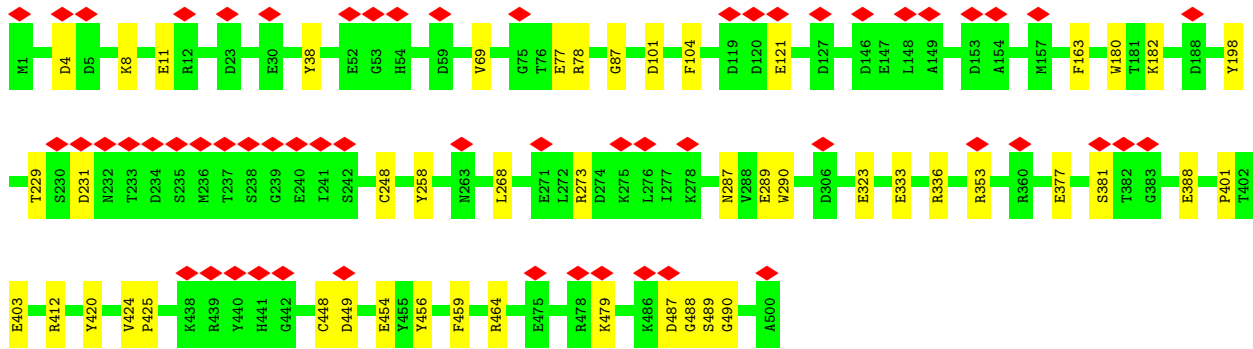 M1 D4 D5 K8 E11 R12 D23 E30 Y38 E52 G53 H54 D59 V69 G75 T76 E77 R78 G87 D101 F104 D119 D120 E121 D127 D146 E147 L148 A149 D153 A154 M157 F163 W180 T181 K182 D188 Y198
T229 S230 D231 N232 T233 D234 S235 M236 T237 S238 G239 E240 I241 S242 C248 Y258 N263 L268 E271 L272 R273 D274 K275 L276 I277 K278 N287 V288 E289 W290 D306 E323 E333 R336 R353 R360 E377 S381 T382 G383 E388 P401 T402
E403 R412 Y420 V424 P425 K438 R439 Y440 H441 G442 C448 D449 E454 Y455 Y456 F459 R464 E475 R478 K479 K486 D487 G488 S489 G490 A500